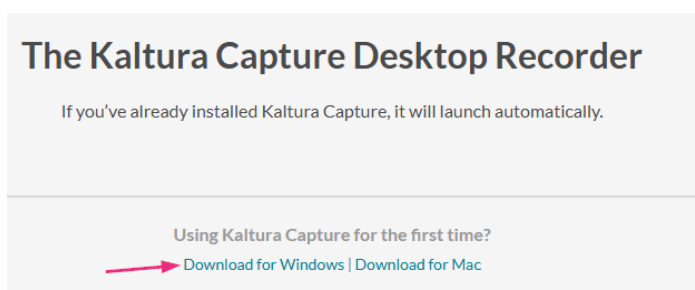 The Kaltura Capture Desktop Recorder
If you've already installed Kaltura Capture, it will launch automatically.
Using Kaltura Capture for the first time?
Download for Windows | Download for Mac